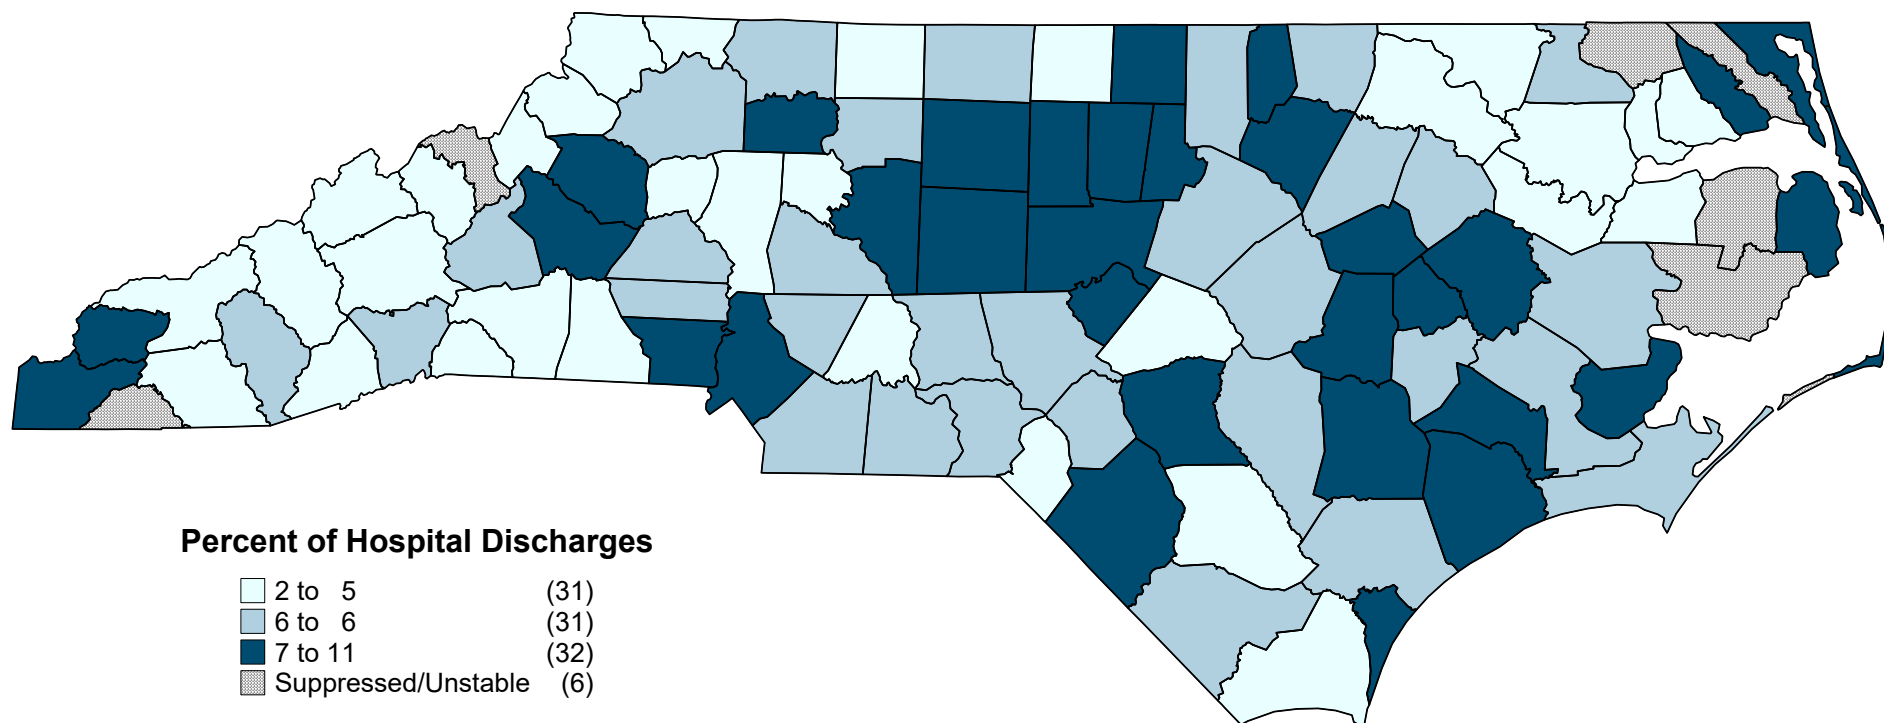 Percent of Hospital Discharges
2 to 5 (31)
6 to 6 (31)
7 to 11 (32)
Suppressed/Unstable (6)